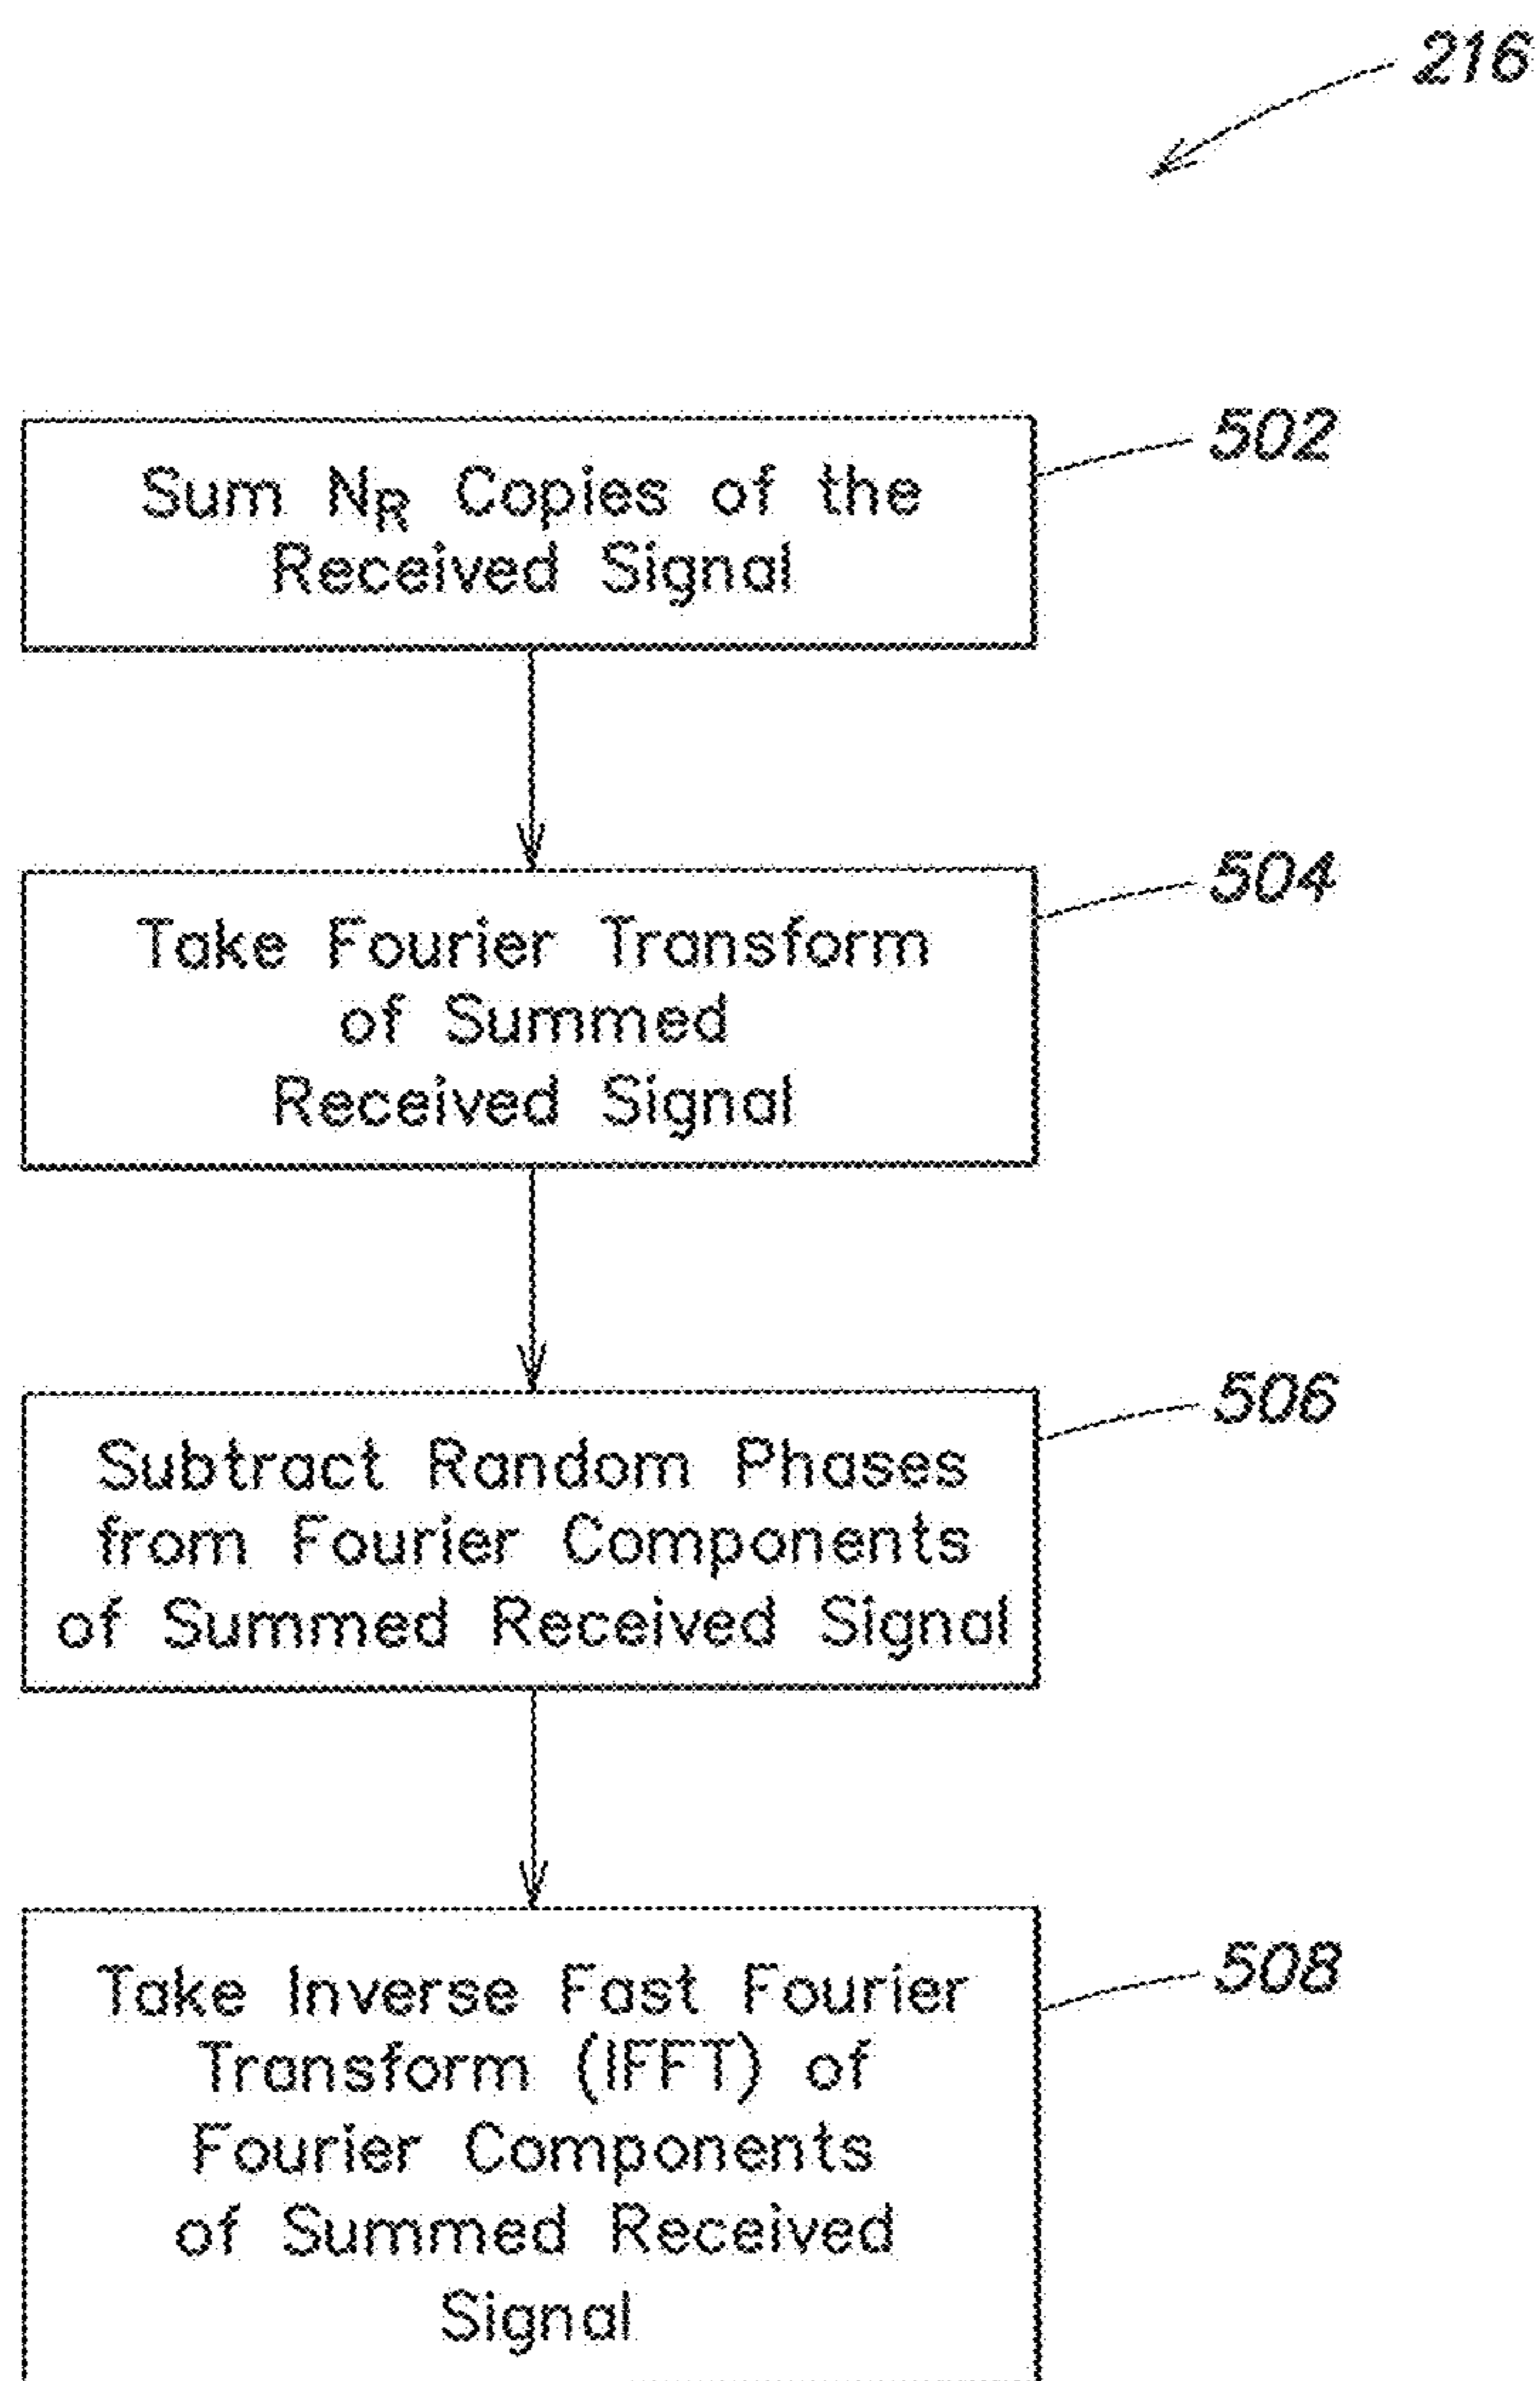 216
502
Sum NR Copies of the
Received Signal
504
Take Fourier Transform
of Summed
Received Signal
506
Subtract Random Phases
from Fourier Components
of Summed Received Signal
508
Take Inverse Fast Fourier
Transform (IFFT) of
Fourier Components
of Summed Received
Signal